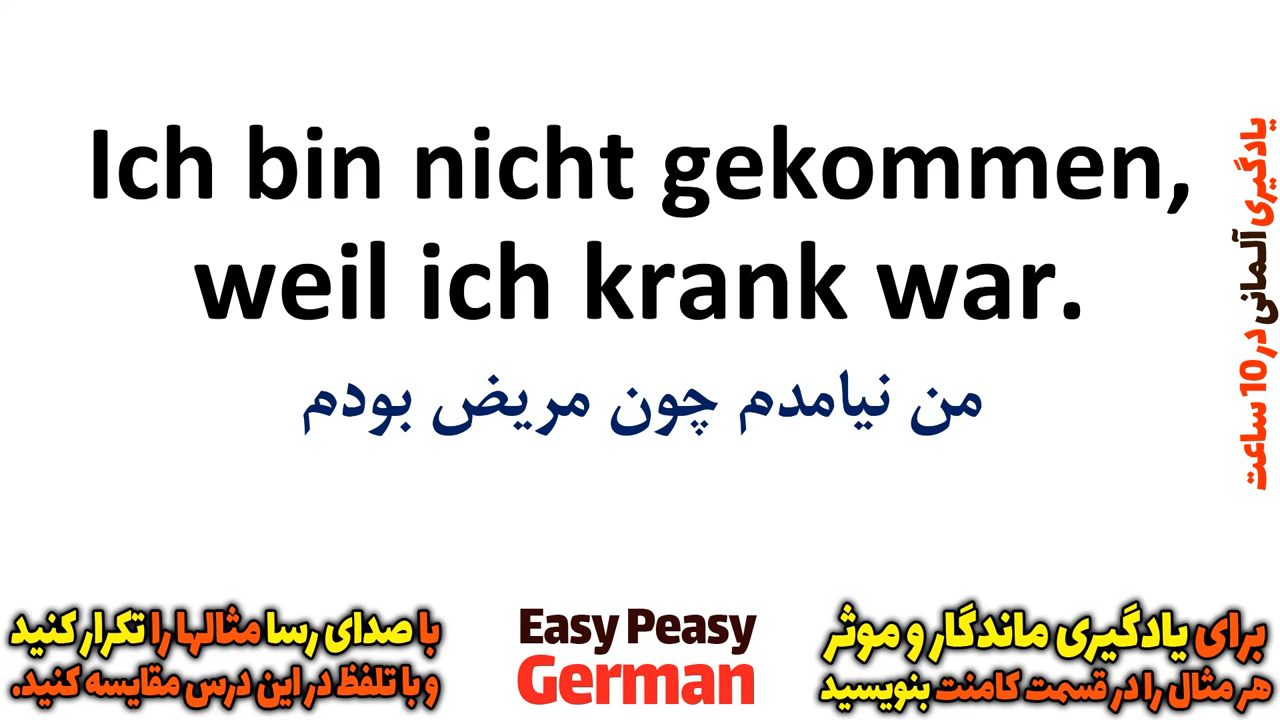 Ich bin nicht gekommen,
weil ich krank war.
من نیامدم چون مریض بودم
یادگیری آلمانی در 10 ساعت
برای یادگیری ماندگار و موثر
هر مثال را در قسمت کامنت بنویسید
Easy Peasy
German
با صدای رسا مثالها را تکرار کنید
و با تلفظ در این درس مقایسه کنید.